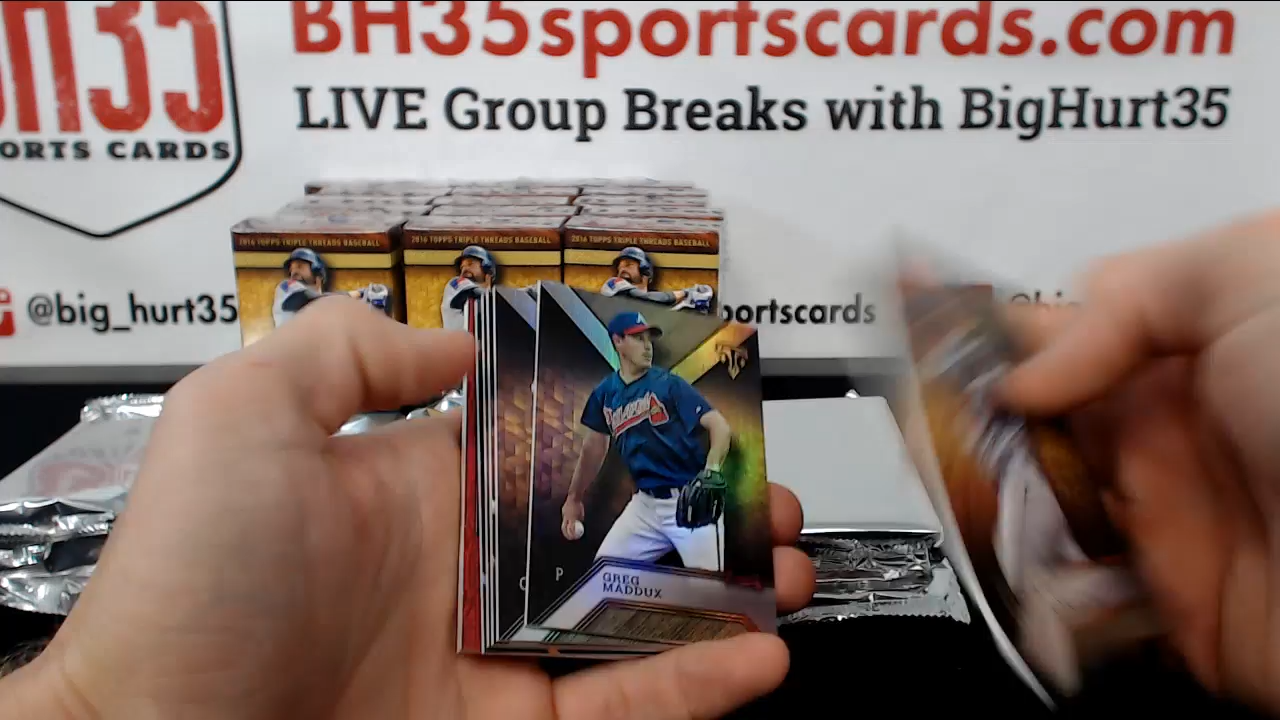 BH35sportscards.com
LIVE Group Breaks with BigHurt35
ORTS CARDS
2016 TOPPS TRIPLE THREADS BASEBALL
2016 TOPPS TRIPLE THREADS BASEBALL
2016 TOPPS TRIPLE THREADS BASEBALL
@big_hurt35
portscards
P
GREG
MADDUX